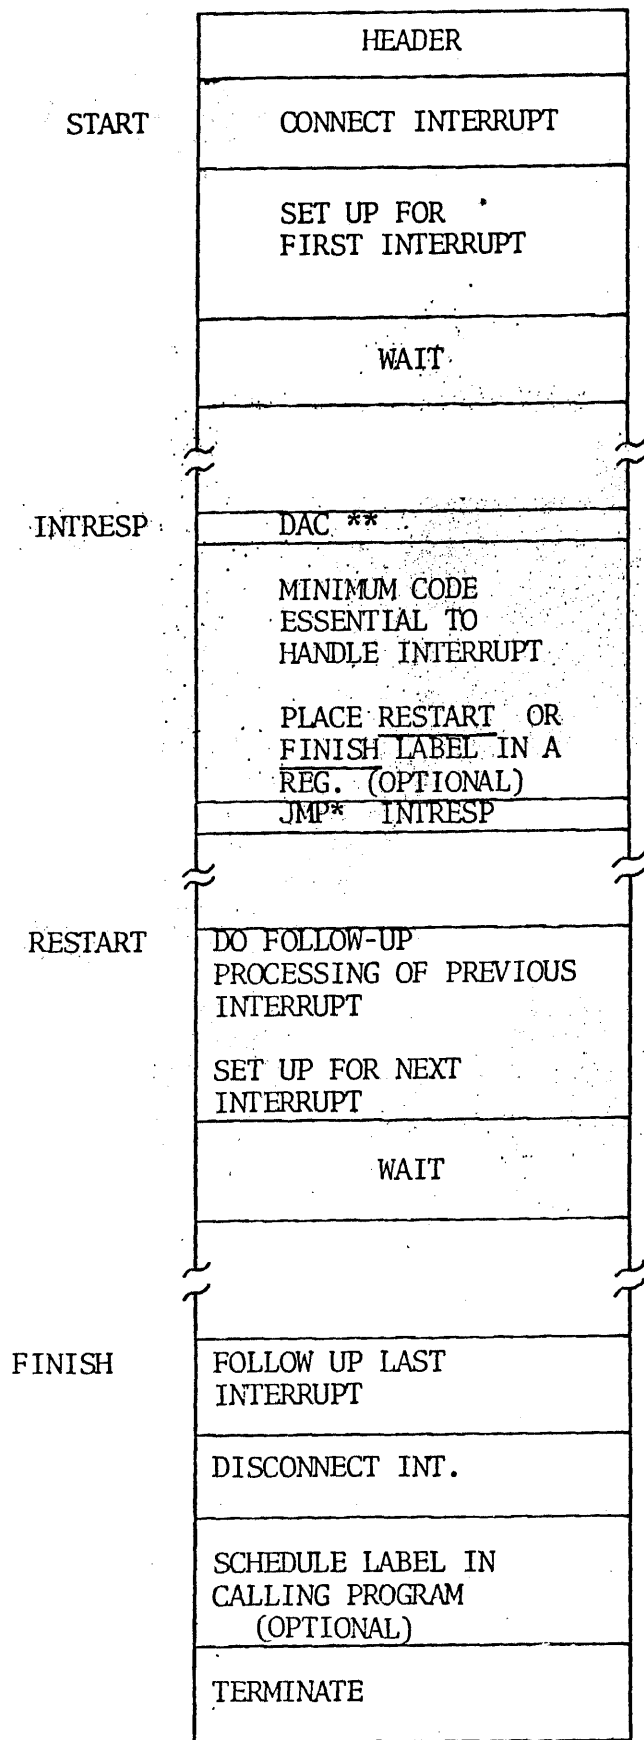 HEADER
START CONNECT INTERRUPT
SET UP FOR
FIRST INTERRUPT
WAIT
INTRESP DAC **
MINIMUM CODE
ESSENTIAL TO
HANDLE INTERRUPT
PLACE RESTART OR
FINISH LABEL IN A
REG. (OPTIONAL)
JMP* INTRESP
RESTART DO FOLLOW-UP
PROCESSING OF PREVIOUS
INTERRUPT
SET UP FOR NEXT
INTERRUPT
WAIT
FINISH FOLLOW UP LAST
INTERRUPT
DISCONNECT INT.
SCHEDULE LABEL IN
CALLING PROGRAM
(OPTIONAL)
TERMINATE